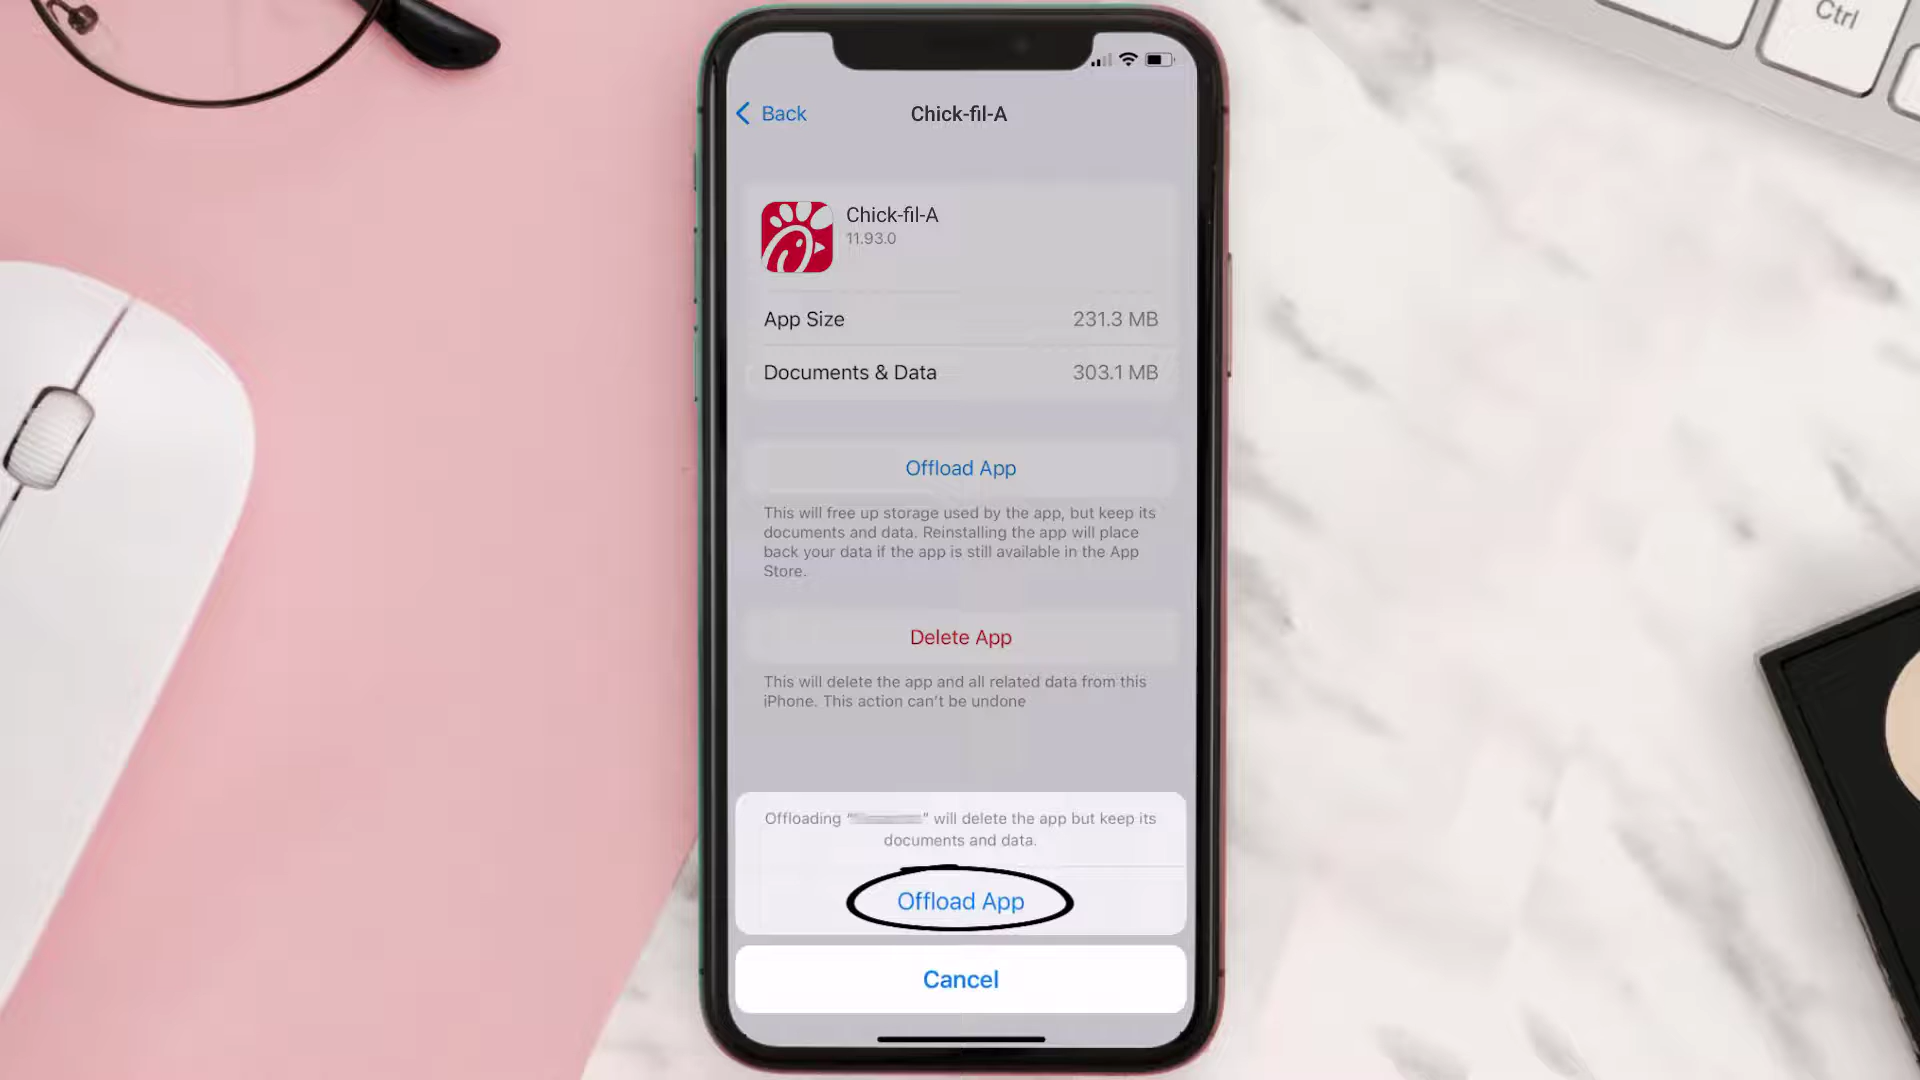 Ctrl
Back
Chick-fil-A
Chick-fil-A
11.93.0
App Size 231.3 MB
Documents & Data 303.1 MB
Offload App
This will free up storage used by the app, but keep its
documents and data. Reinstalling the app will place
back your data if the app is still available in the App
Store.
Delete App
This will delete the app and all related data from this
iPhone. This action can't be undone
Offloading "" will delete the app but keep its
documents and data.
Offload App
Cancel